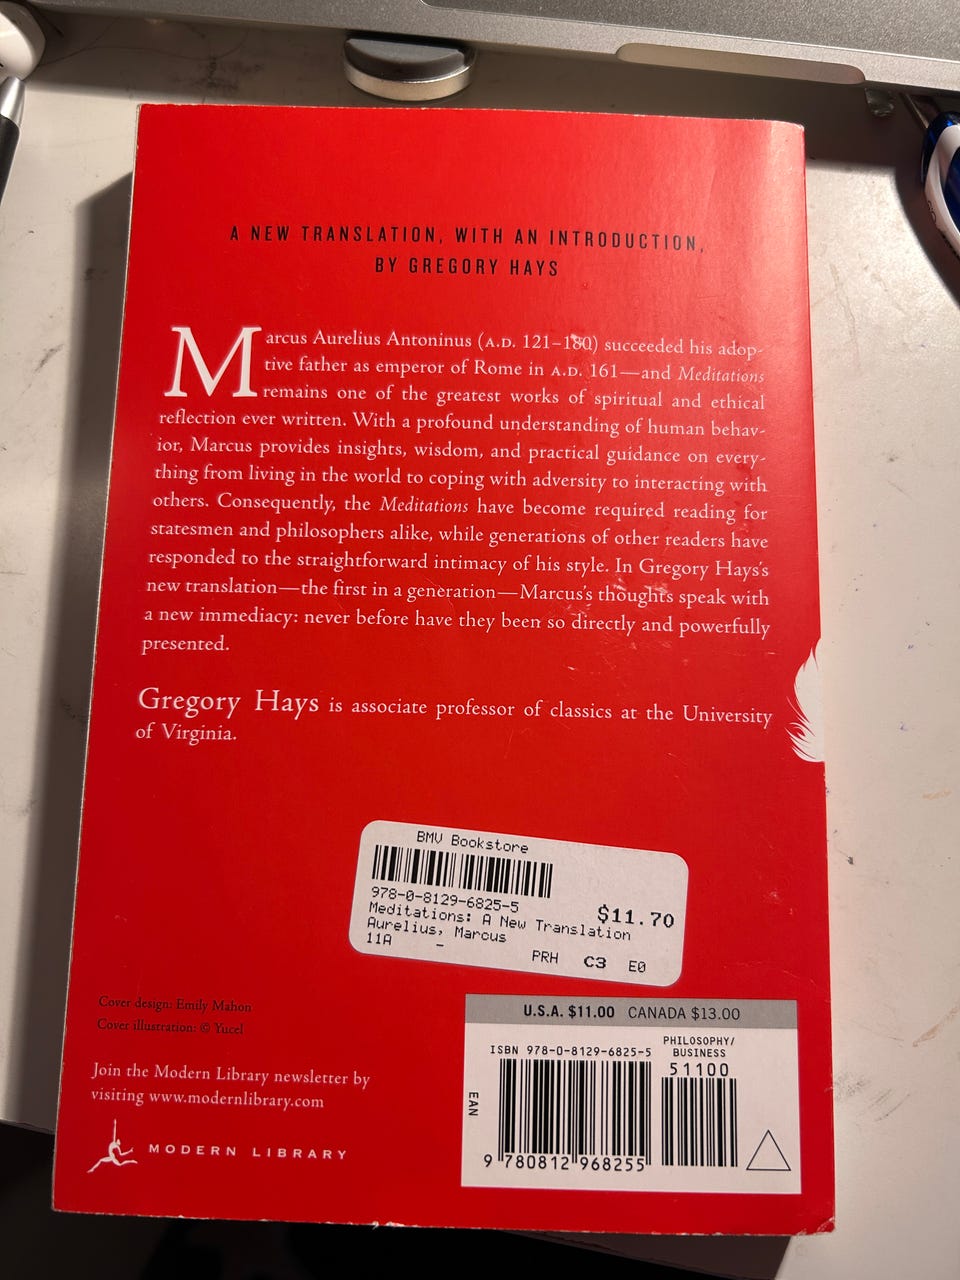 A NEW TRANSLATION, WITH AN INTRODUCTION,
BY GREGORY HAYS
Marcus Aurelius Antoninus (A.D. 121–180) succeeded his adop-
tive father as emperor of Rome in A.D. 161—and Meditations
remains one of the greatest works of spiritual and ethical
reflection ever written. With a profound understanding of human behav-
ior, Marcus provides insights, wisdom, and practical guidance on every-
thing from living in the world to coping with adversity to interacting with
others. Consequently, the Meditations have become required reading for
statesmen and philosophers alike, while generations of other readers have
responded to the straightforward intimacy of his style. In Gregory Hays's
new translation—the first in a generation—Marcus's thoughts speak with
a new immediacy: never before have they been so directly and powerfully
presented.
Gregory Hays is associate professor of classics at the University
of Virginia.
BMV Bookstore
978-0-8129-6825-5
$11.70
Meditations: A New Translation
Aurelius, Marcus
11A – PRH C3 E0
Cover design: Emily Mahon
Cover illustration: © Yucel
Join the Modern Library newsletter by
visiting www.modernlibrary.com
MODERN LIBRARY
U.S.A. $11.00 CANADA $13.00
PHILOSOPHY/
BUSINESS
ISBN 978-0-8129-6825-5
51100
EAN
9 780812 968255